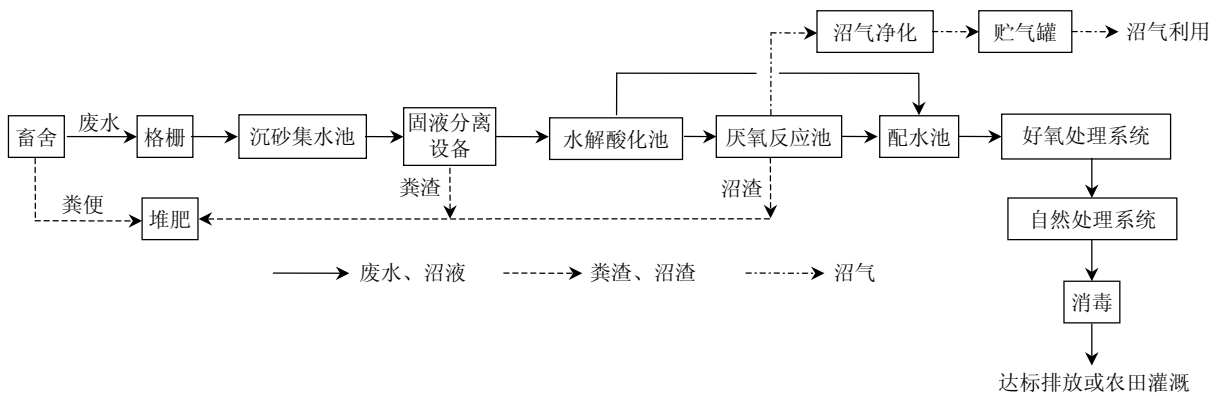 沼气净化
贮气罐
沼气利用
畜舍
废水
格栅
沉砂集水池
固液分离
设备
水解酸化池
厌氧反应池
配水池
好氧处理系统
粪渣
沼渣
粪便
堆肥
自然处理系统
废水、沼液
粪渣、沼渣
沼气
消毒
达标排放或农田灌溉